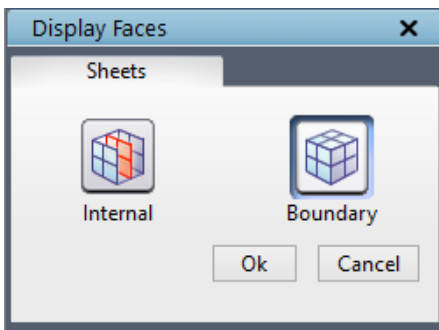 Display Faces
Sheets
Internal
Boundary
Ok
Cancel